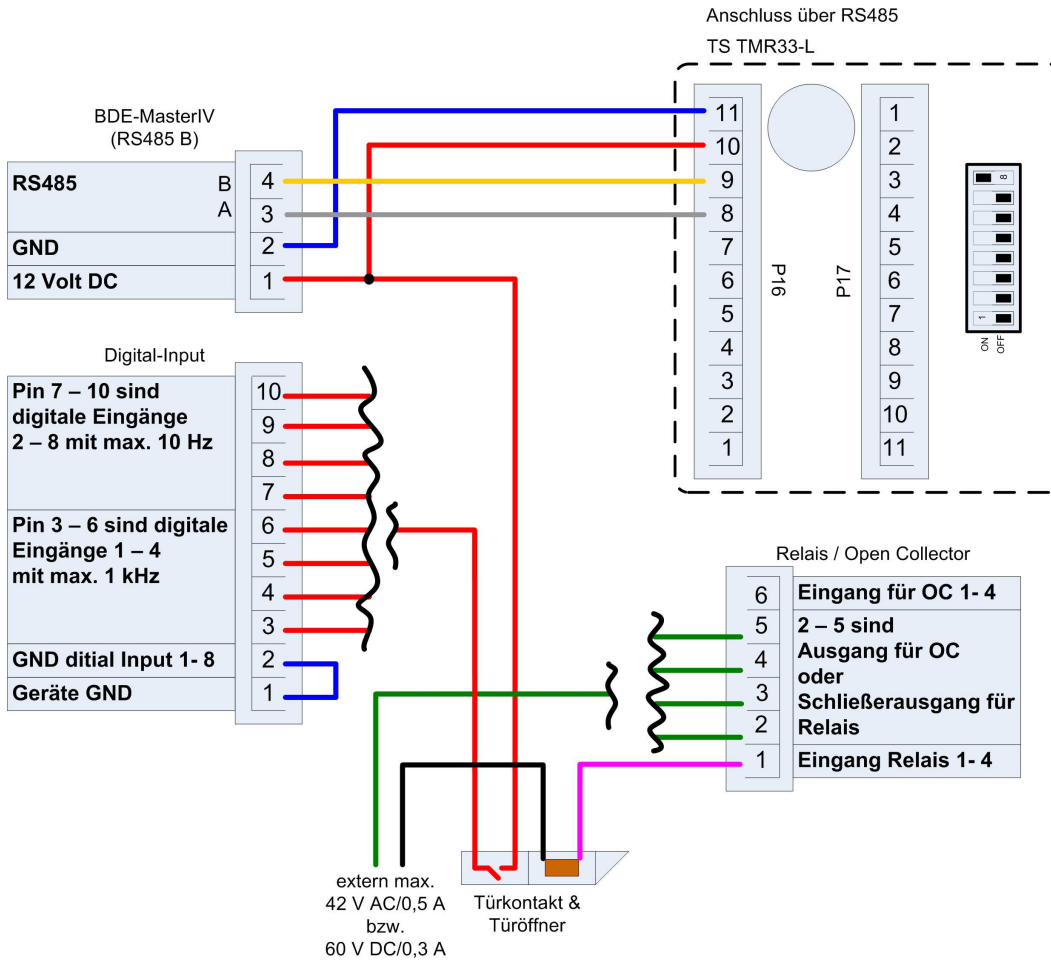 Anschluss über RS485
TS TMR33-L
BDE-MasterIV
(RS485 B)
RS485
B
A
GND
12 Volt DC
4
3
2
1
11
10
9
8
7
6
5
4
3
2
1
P16
P17
1
2
3
4
5
6
7
8
9
10
11
8
1
ON
OFF
Digital-Input
Pin 7 – 10 sind
digitale Eingänge
2 – 8 mit max. 10 Hz
Pin 3 – 6 sind digitale
Eingänge 1 – 4
mit max. 1 kHz
GND ditial Input 1- 8
Geräte GND
10
9
8
7
6
5
4
3
2
1
Relais / Open Collector
6
5
4
3
2
1
Eingang für OC 1- 4
2 – 5 sind
Ausgang für OC
oder
Schließerausgang für
Relais
Eingang Relais 1- 4
extern max.
42 V AC/0,5 A
bzw.
60 V DC/0,3 A
Türkontakt &
Türöffner